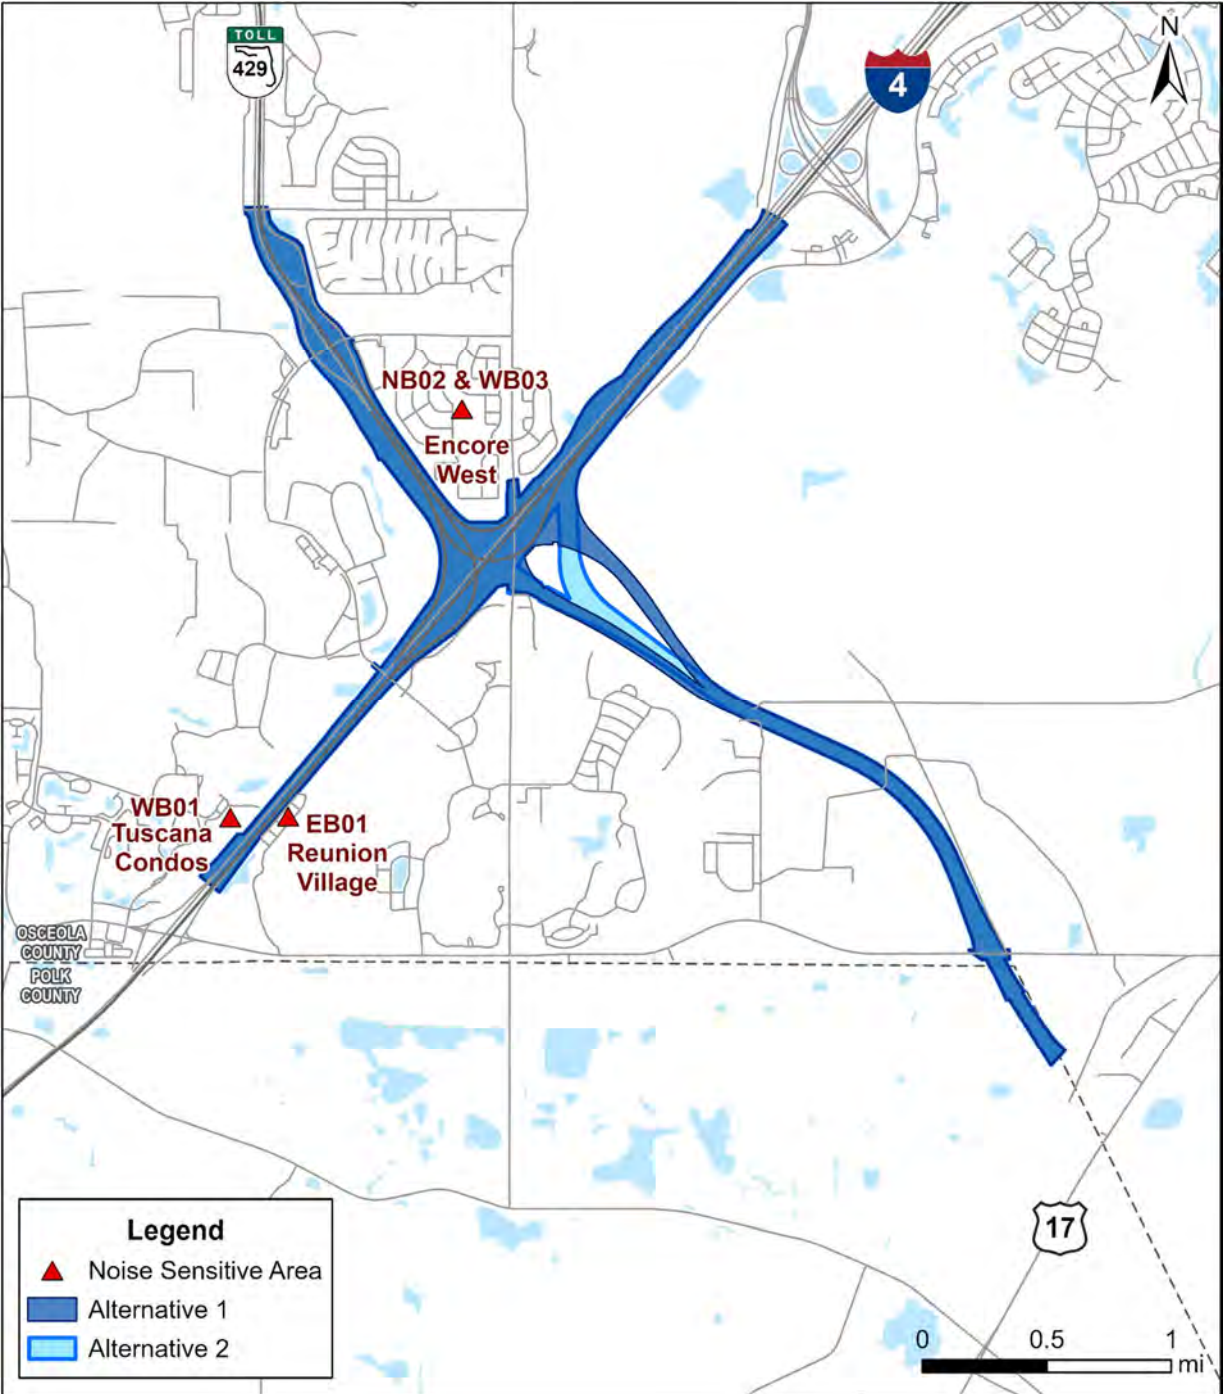 TOLL
429
4
N
NB02 & WB03
Encore
West
WB01
Tuscana
Condos
EB01
Reunion
Village
OSCEOLA
COUNTY
POLK
COUNTY
17
Legend
Noise Sensitive Area
Alternative 1
Alternative 2
0 0.5 1
mi